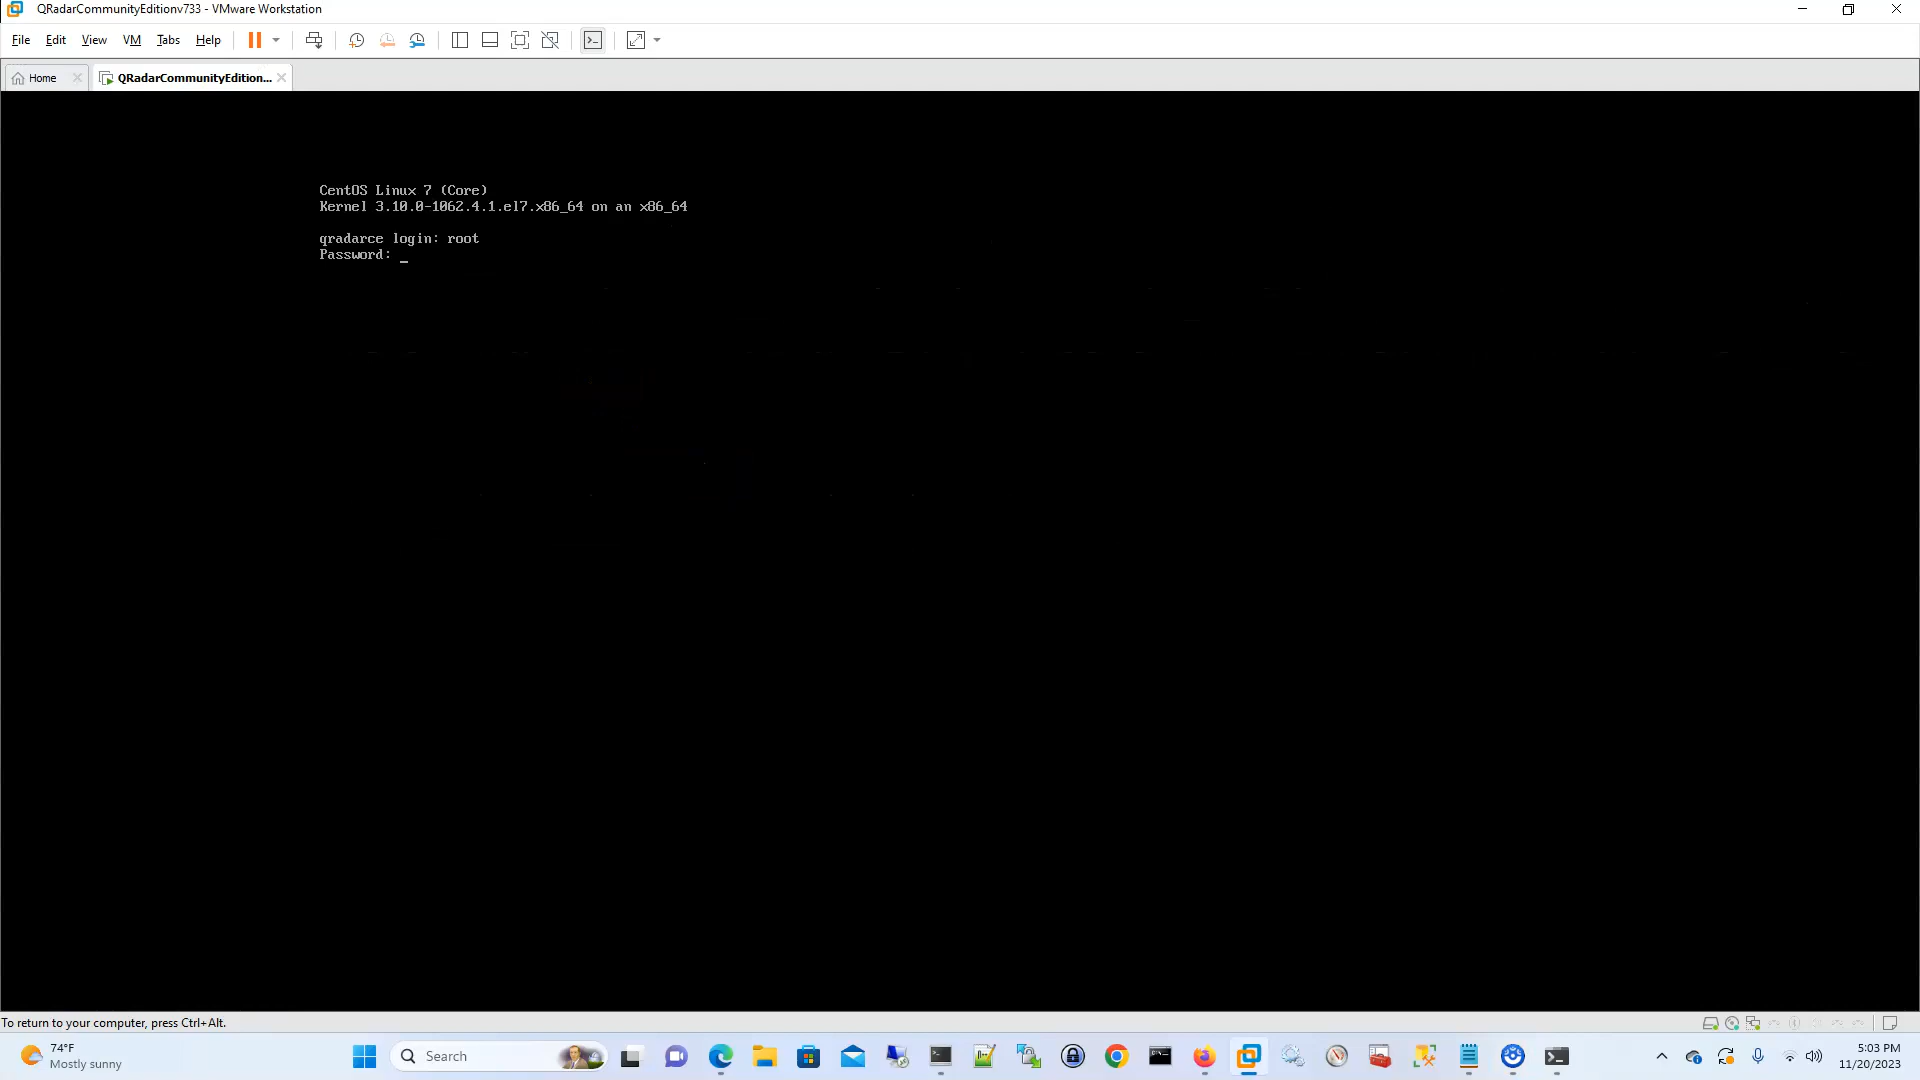 QRadarCommunityEditionv733 - VMware Workstation
File Edit View VM Tabs Help
Home QRadarCommunityEdition...
CentOS Linux 7 (Core)
Kernel 3.10.0-1062.4.1.el7.x86_64 on an x86_64
qradarce login: root
Password: _
To return to your computer, press Ctrl+Alt.
74°F
Mostly sunny
Search
5:03 PM
11/20/2023